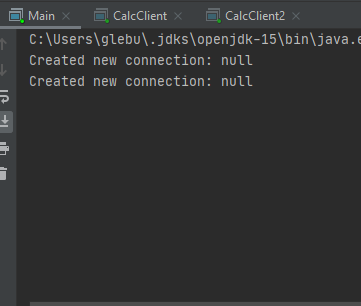 Main CalcClient CalcClient2
C:\Users\glebu\.jdks\openjdk-15\bin\java.e
Created new connection: null
Created new connection: null